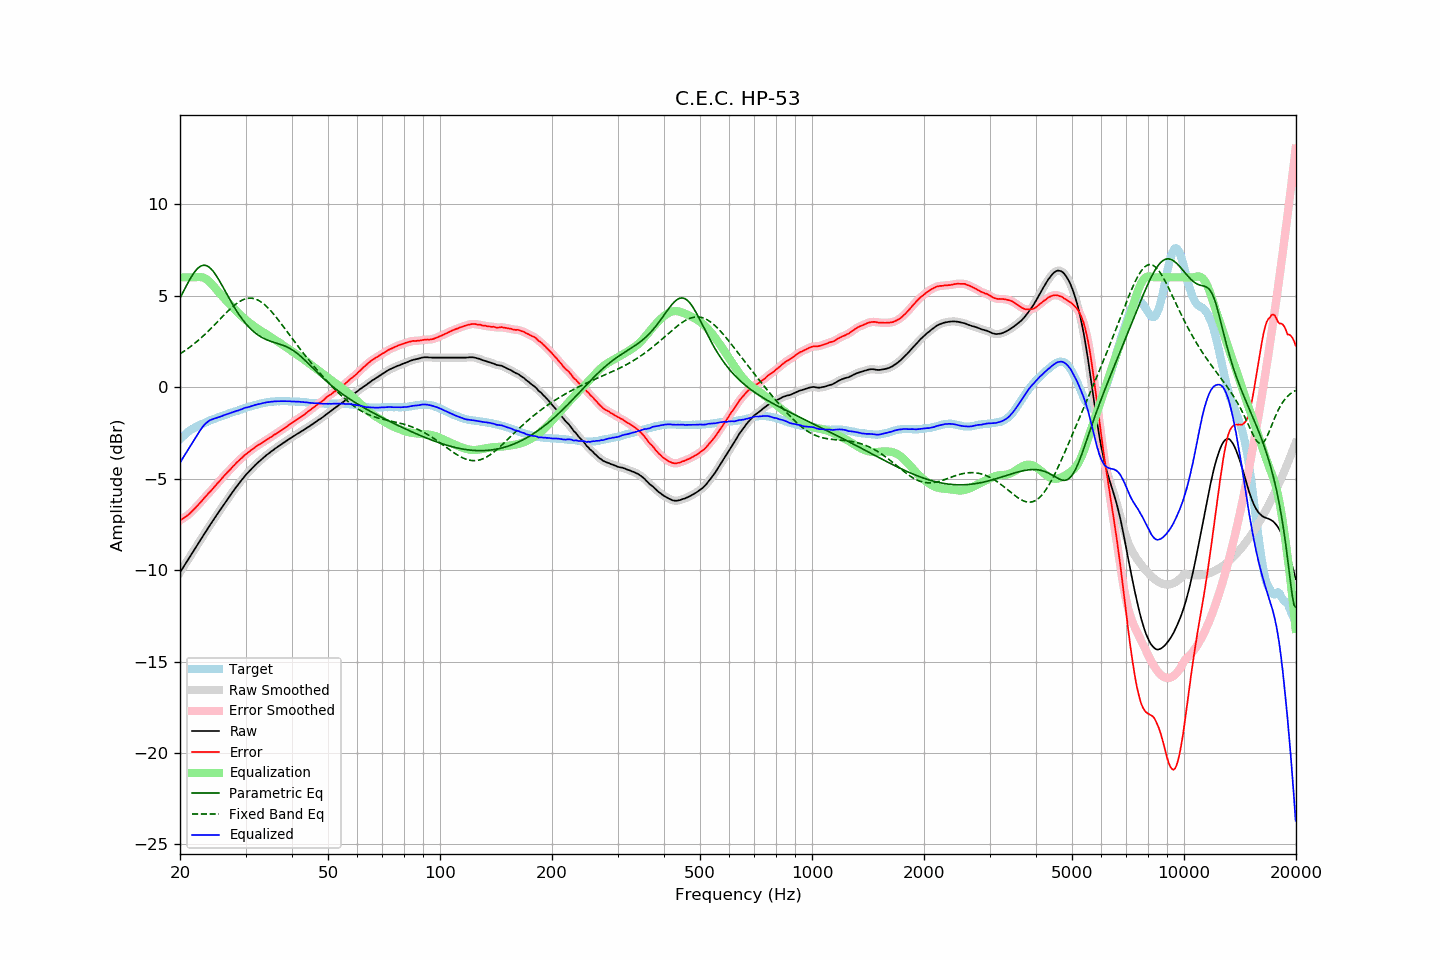 C.E.C. HP-53
Amplitude (dBr)
10
5
0
−5
−10
−15
−20
−25
Target
Raw Smoothed
Error Smoothed
Raw
Error
Equalization
Parametric Eq
Fixed Band Eq
Equalized
20 50 100 200 500 1000 2000 5000 10000 20000
Frequency (Hz)